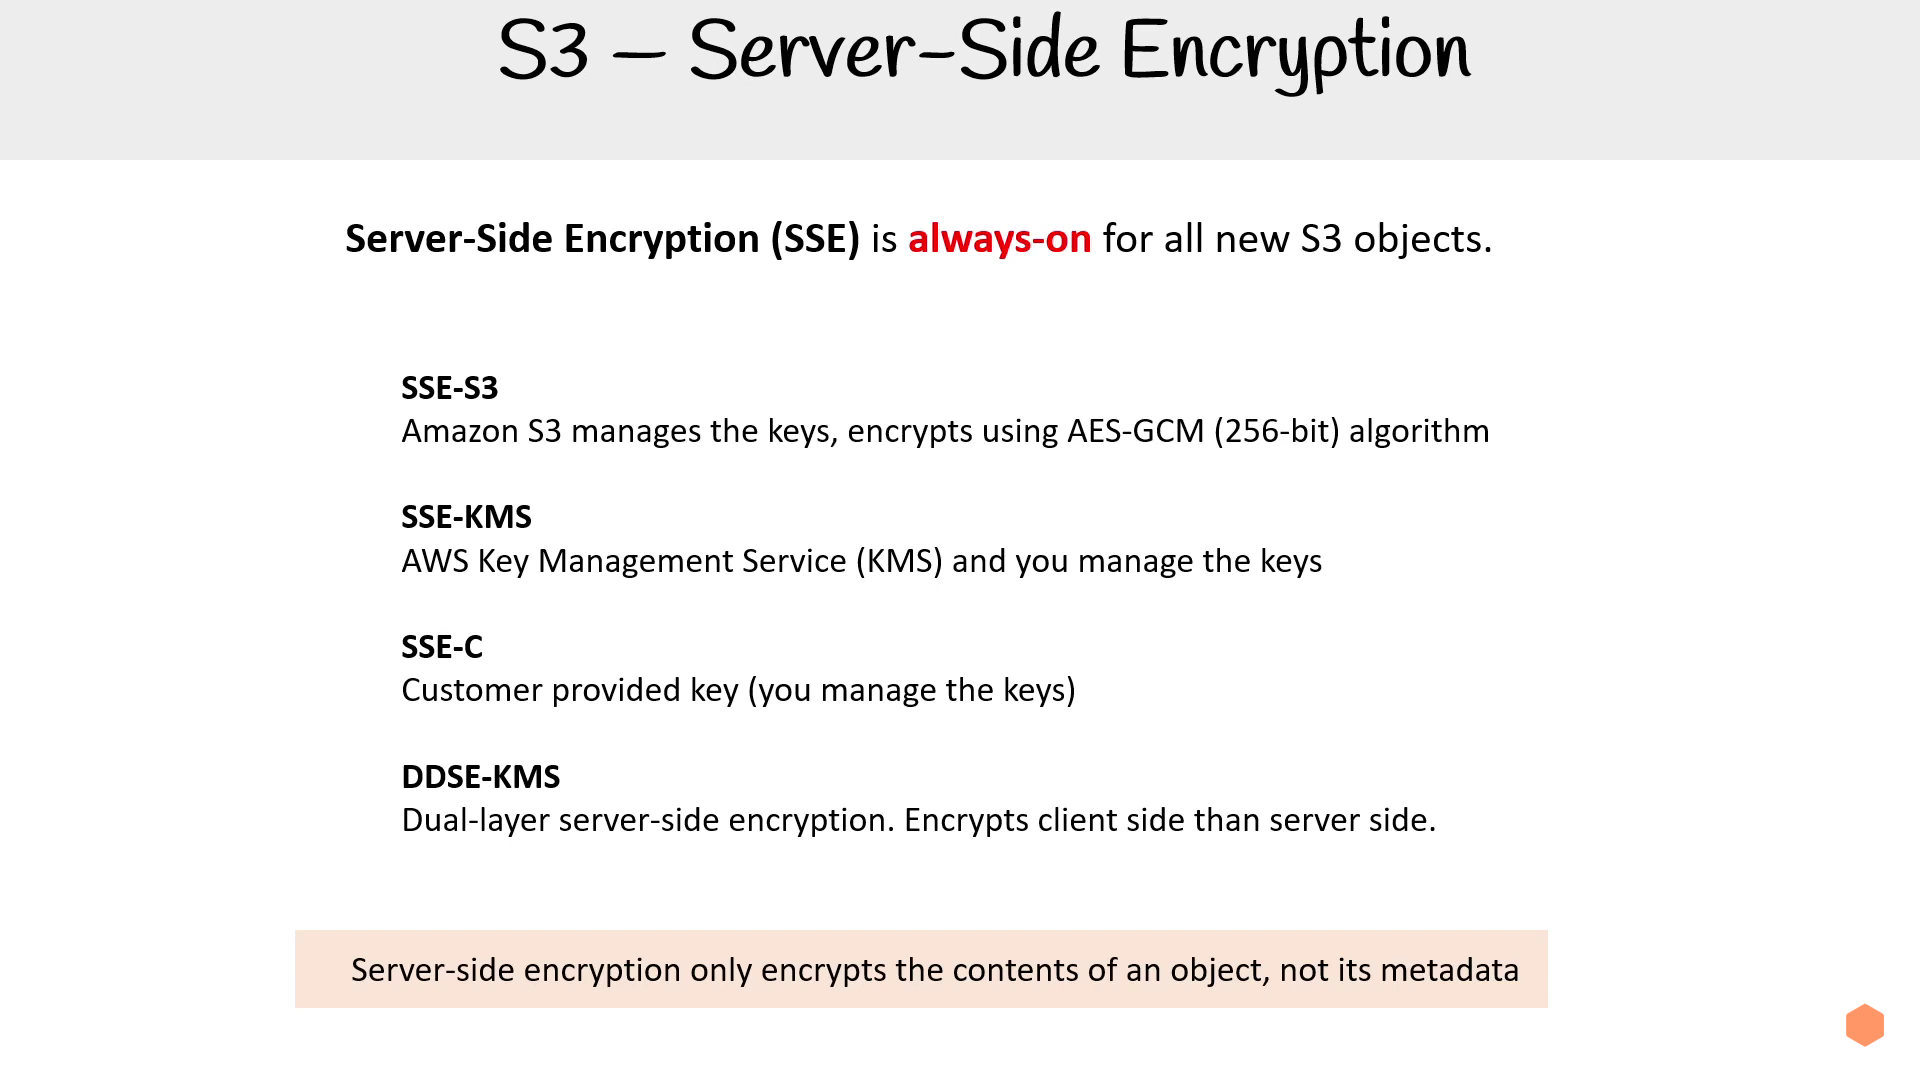 S3 – Server-Side Encryption
Server-Side Encryption (SSE) is always-on for all new S3 objects.
SSE-S3
Amazon S3 manages the keys, encrypts using AES-GCM (256-bit) algorithm
SSE-KMS
AWS Key Management Service (KMS) and you manage the keys
SSE-C
Customer provided key (you manage the keys)
DDSE-KMS
Dual-layer server-side encryption. Encrypts client side than server side.
Server-side encryption only encrypts the contents of an object, not its metadata